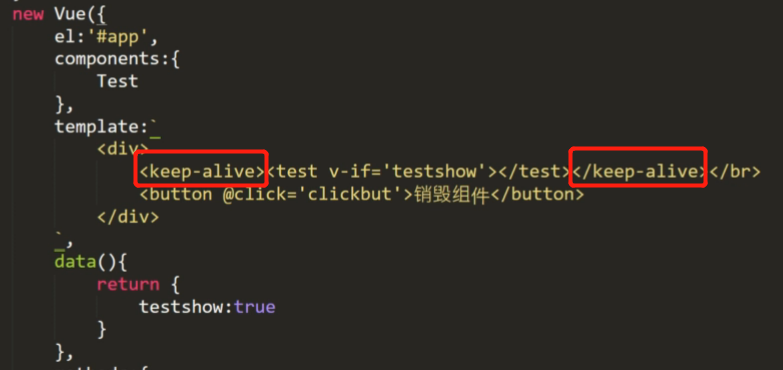 new Vue({
el:'#app',
components:{
Test
},
template:`
<div>
<keep-alive><test v-if='testshow'></test></keep-alive></br>
<button @click='clickbut'>销毁组件</button>
</div>
`,
data(){
return {
testshow:true
}
},